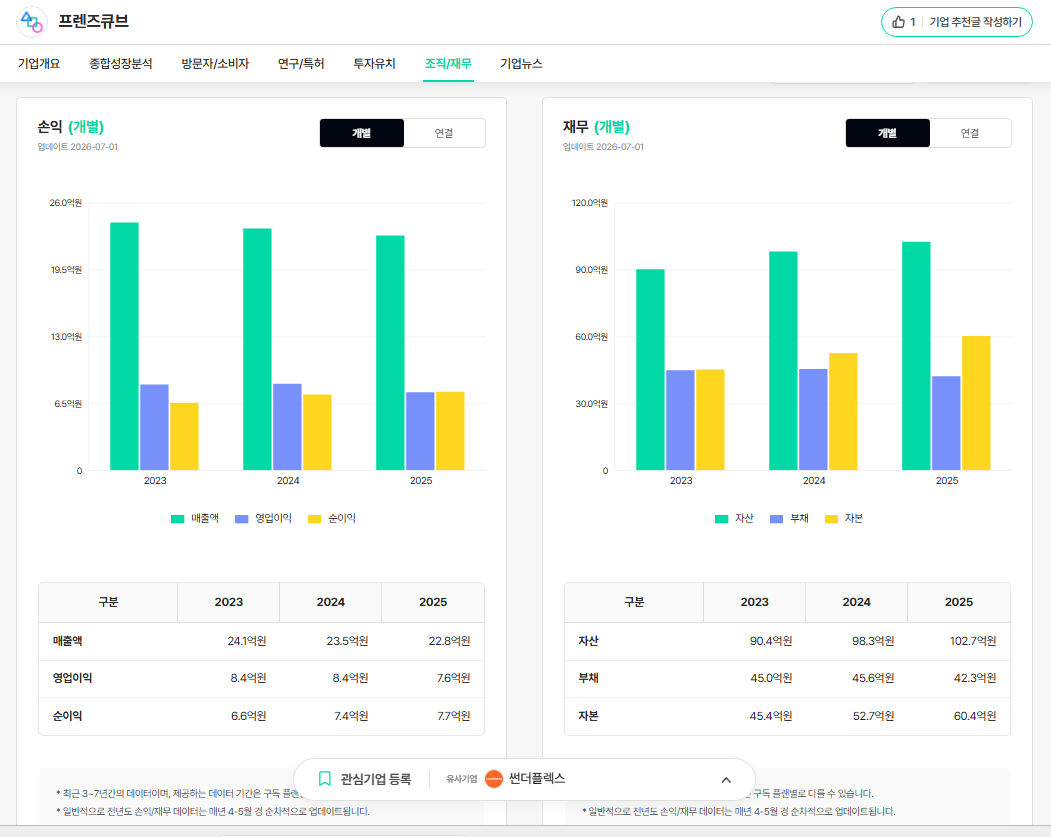 프렌즈큐브
1 기업 추천글 작성하기
기업개요 종합성장분석 방문자/소비자 연구/특허 투자유치 조직/재무 기업뉴스
손익 (개별)
업데이트 2026-07-01
개별 연결
26.0억원
19.5억원
13.0억원
6.5억원
0
2023 2024 2025
매출액 영업이익 순이익
구분 2023 2024 2025
매출액 24.1억원 23.5억원 22.8억원
영업이익 8.4억원 8.4억원 7.6억원
순이익 6.6억원 7.4억원 7.7억원
* 최근 3~7년간의 데이터이며, 제공하는 데이터 기간은 구독
* 일반적으로 전년도 손익/재무 데이터는 매년 4-5월 경 순차적으로 업데이트됩니다.
재무 (개별)
업데이트 2026-07-01
개별 연결
120.0억원
90.0억원
60.0억원
30.0억원
0
2023 2024 2025
자산 부채 자본
구분 2023 2024 2025
자산 90.4억원 98.3억원 102.7억원
부채 45.0억원 45.6억원 42.3억원
자본 45.4억원 52.7억원 60.4억원
구독 플랜별로 다를 수 있습니다.
* 일반적으로 전년도 손익/재무 데이터는 매년 4-5월 경 순차적으로 업데이트됩니다.
관심기업 등록 유사기업 썬더플렉스